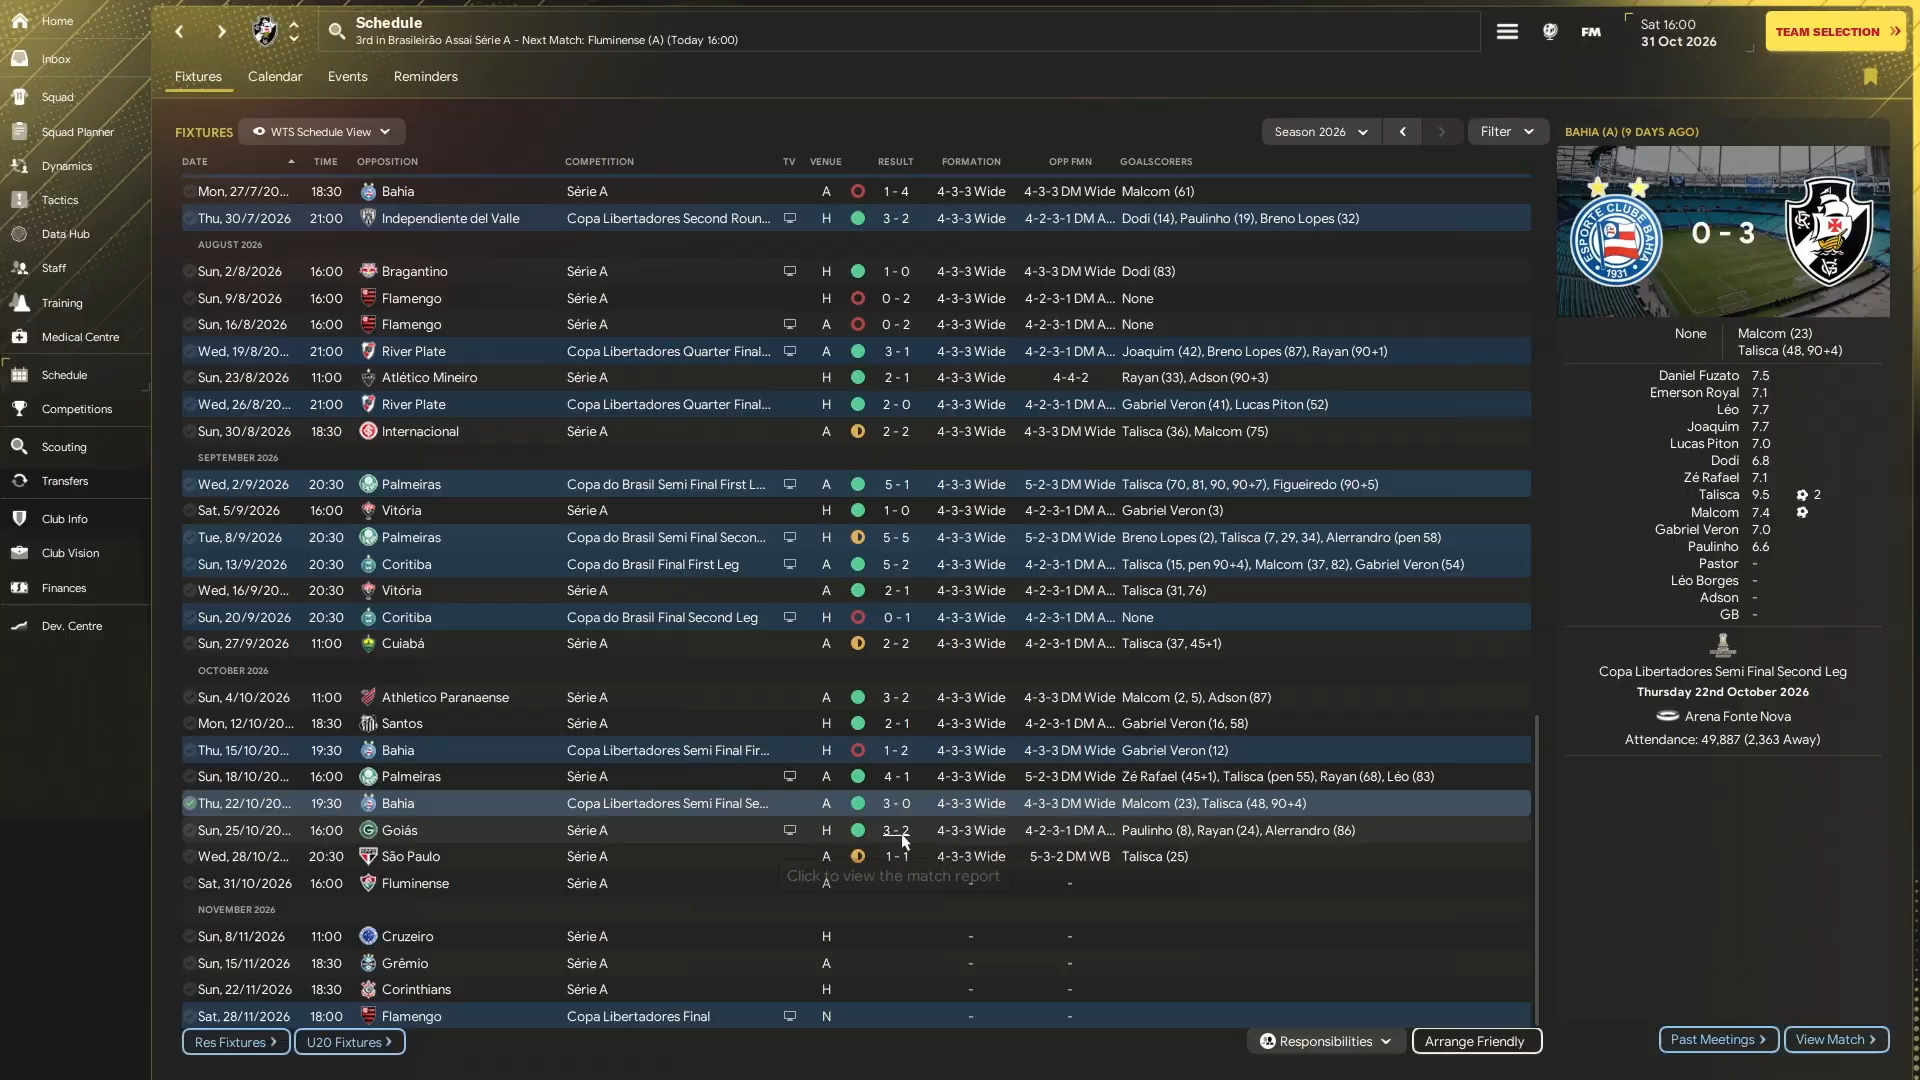 Home
Inbox
Squad
Squad Planner
Dynamics
Tactics
Data Hub
Staff
Training
Medical Centre
Schedule
Competitions
Scouting
Transfers
Club Info
Club Vision
Finances
Dev. Centre
Schedule
3rd in Brasileirão Assaí Série A - Next Match: Fluminense (A) (Today 16:00)
FM
Sat 16:00
31 Oct 2026
TEAM SELECTION
Fixtures Calendar Events Reminders
FIXTURES WTS Schedule View Season 2026 Filter
DATE TIME OPPOSITION COMPETITION TV VENUE RESULT FORMATION OPP FMN GOALSCORERS
Mon, 27/7/20... 18:30 Bahia Série A A 1 - 4 4-3-3 Wide 4-3-3 DM Wide Malcom (61)
Thu, 30/7/2026 21:00 Independiente del Valle Copa Libertadores Second Roun... H 3 - 2 4-3-3 Wide 4-2-3-1 DM A... Dodi (14), Paulinho (19), Breno Lopes (32)
AUGUST 2026
Sun, 2/8/2026 16:00 Bragantino Série A H 1 - 0 4-3-3 Wide 4-3-3 DM Wide Dodi (83)
Sun, 9/8/2026 16:00 Flamengo Série A H 0 - 2 4-3-3 Wide 4-2-3-1 DM A... None
Sun, 16/8/2026 16:00 Flamengo Série A A 0 - 2 4-3-3 Wide 4-2-3-1 DM A... None
Wed, 19/8/20... 21:00 River Plate Copa Libertadores Quarter Final... A 3 - 1 4-3-3 Wide 4-2-3-1 DM A... Joaquim (42), Breno Lopes (87), Rayan (90+1)
Sun, 23/8/2026 11:00 Atlético Mineiro Série A H 2 - 1 4-3-3 Wide 4-4-2 Rayan (33), Adson (90+3)
Wed, 26/8/20... 21:00 River Plate Copa Libertadores Quarter Final... H 2 - 0 4-3-3 Wide 4-2-3-1 DM A... Gabriel Veron (41), Lucas Piton (52)
Sun, 30/8/2026 18:30 Internacional Série A A 2 - 2 4-3-3 Wide 4-3-3 DM Wide Talisca (36), Malcom (75)
SEPTEMBER 2026
Wed, 2/9/2026 20:30 Palmeiras Copa do Brasil Semi Final First L... A 5 - 1 4-3-3 Wide 5-2-3 DM Wide Talisca (70, 81, 90, 90+7), Figueiredo (90+5)
Sat, 5/9/2026 16:00 Vitória Série A H 1 - 0 4-3-3 Wide 4-2-3-1 DM A... Gabriel Veron (3)
Tue, 8/9/2026 20:30 Palmeiras Copa do Brasil Semi Final Secon... H 5 - 5 4-3-3 Wide 5-2-3 DM Wide Breno Lopes (2), Talisca (7, 29, 34), Alerrandro (pen 58)
Sun, 13/9/2026 20:30 Coritiba Copa do Brasil Final First Leg A 5 - 2 4-3-3 Wide 4-2-3-1 DM A... Talisca (15, pen 90+4), Malcom (37, 82), Gabriel Veron (54)
Wed, 16/9/20... 20:30 Vitória Série A A 2 - 1 4-3-3 Wide 4-2-3-1 DM A... Talisca (31, 76)
Sun, 20/9/2026 20:30 Coritiba Copa do Brasil Final Second Leg H 0 - 1 4-3-3 Wide 4-2-3-1 DM A... None
Sun, 27/9/2026 11:00 Cuiabá Série A A 2 - 2 4-3-3 Wide 4-2-3-1 DM A... Talisca (37, 45+1)
OCTOBER 2026
Sun, 4/10/2026 11:00 Athletico Paranaense Série A A 3 - 2 4-3-3 Wide 4-3-3 DM Wide Malcom (2, 5), Adson (87)
Mon, 12/10/20... 18:30 Santos Série A H 2 - 1 4-3-3 Wide 4-2-3-1 DM A... Gabriel Veron (16, 58)
Thu, 15/10/20... 19:30 Bahia Copa Libertadores Semi Final Fir... H 1 - 2 4-3-3 Wide 4-3-3 DM Wide Gabriel Veron (12)
Sun, 18/10/20... 16:00 Palmeiras Série A A 4 - 1 4-3-3 Wide 5-2-3 DM Wide Zé Rafael (45+1), Talisca (pen 55), Rayan (68), Léo (83)
Thu, 22/10/20... 19:30 Bahia Copa Libertadores Semi Final Se... A 3 - 0 4-3-3 Wide 4-3-3 DM Wide Malcom (23), Talisca (48, 90+4)
Sun, 25/10/20... 16:00 Goiás Série A H 3 - 2 4-3-3 Wide 4-2-3-1 DM A... Paulinho (8), Rayan (24), Alerrandro (86)
Wed, 28/10/2... 20:30 São Paulo Série A A 1 - 1 4-3-3 Wide 5-3-2 DM WB Talisca (25)
Click to view the match report
Sat, 31/10/2026 16:00 Fluminense Série A A - -
NOVEMBER 2026
Sun, 8/11/2026 11:00 Cruzeiro Série A H - -
Sun, 15/11/2026 18:30 Grêmio Série A A - -
Sun, 22/11/2026 18:30 Corinthians Série A H - -
Sat, 28/11/2026 18:00 Flamengo Copa Libertadores Final N - -
Res Fixtures U20 Fixtures Responsibilities Arrange Friendly
BAHIA (A) (9 DAYS AGO)
ESPORTE CLUBE BAHIA
1931
0 - 3
None Malcom (23)
Talisca (48, 90+4)
Daniel Fuzato 7.5
Emerson Royal 7.1
Léo 7.7
Joaquim 7.7
Lucas Piton 7.0
Dodi 6.8
Zé Rafael 7.1
Talisca 9.5 2
Malcom 7.4
Gabriel Veron 7.0
Paulinho 6.6
Pastor -
Léo Borges -
Adson -
GB -
Copa Libertadores Semi Final Second Leg
Thursday 22nd October 2026
Arena Fonte Nova
Attendance: 49,887 (2,363 Away)
Past Meetings View Match